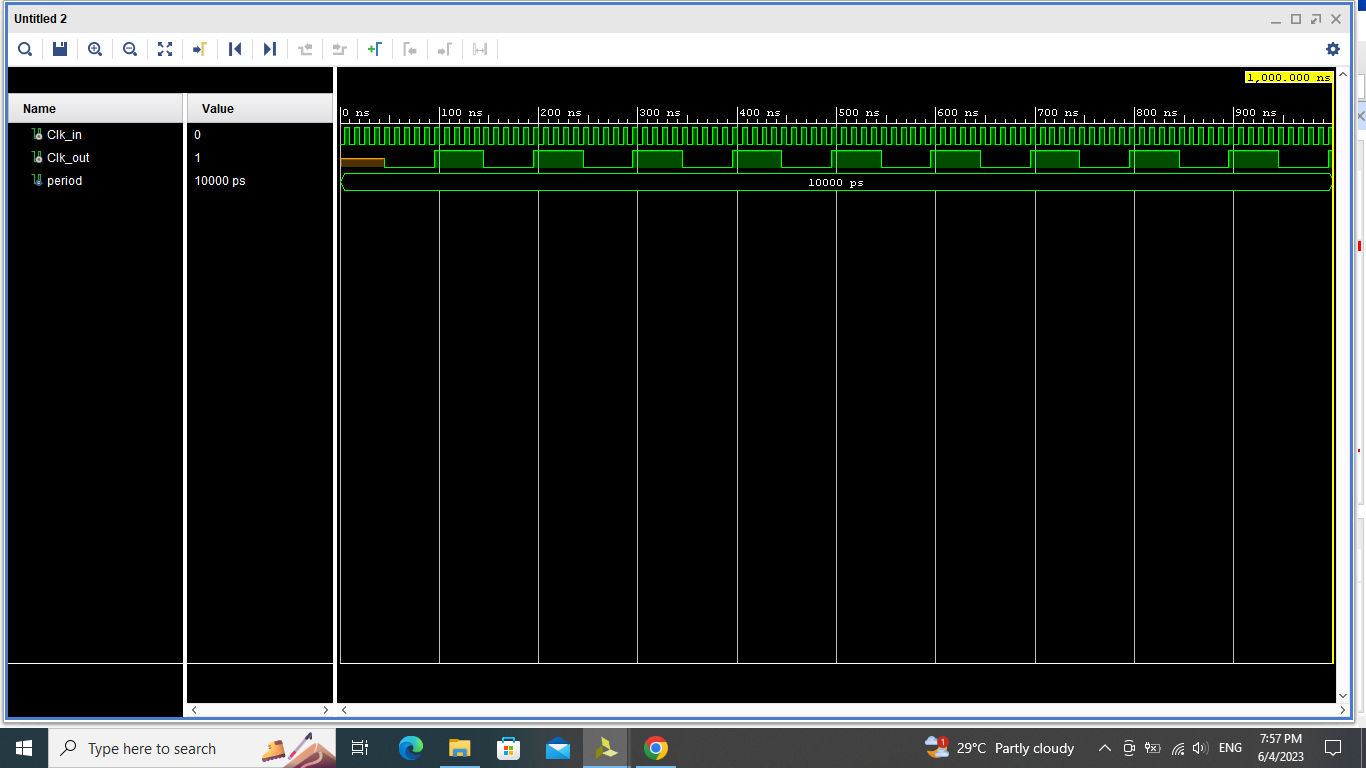 Untitled 2
1,000.000 ns
Name Value
0 ns 100 ns 200 ns 300 ns 400 ns 500 ns 600 ns 700 ns 800 ns 900 ns
Clk_in 0
Clk_out 1
period 10000 ps 10000 ps
Type here to search
1
29°C Partly cloudy
ENG
7:57 PM
6/4/2023